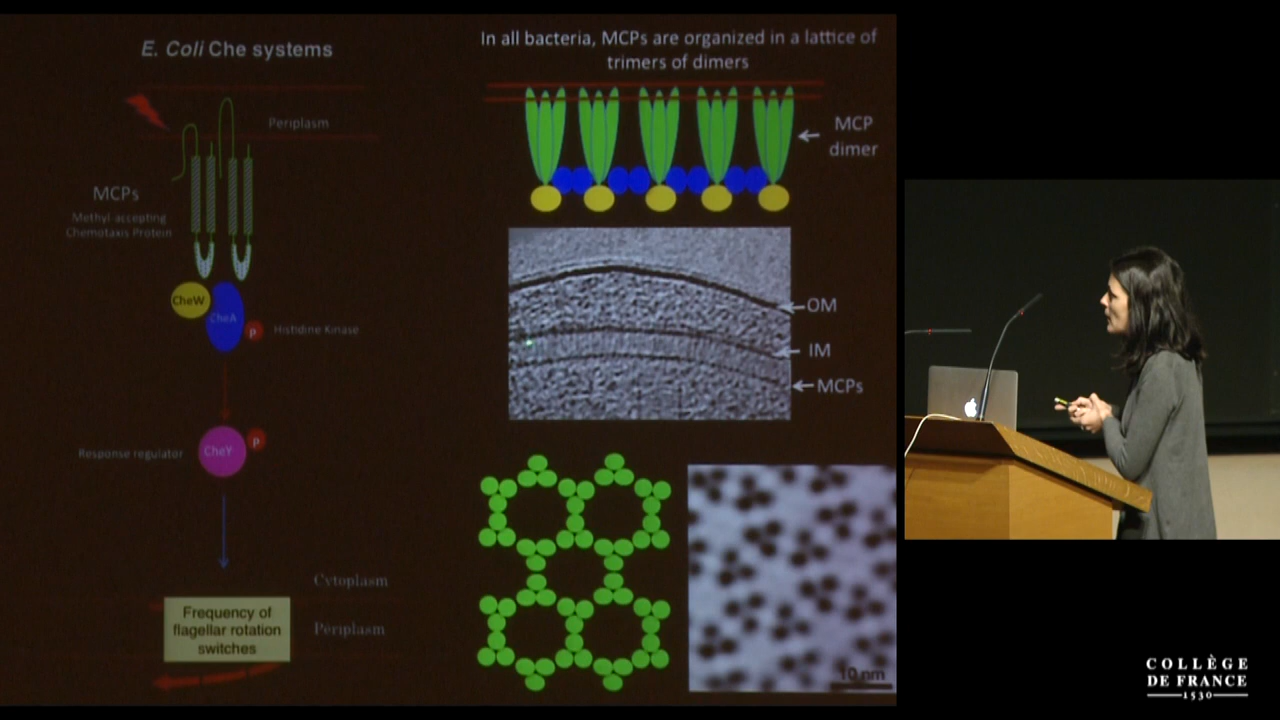 E. Coli Che systems
Periplasm
MCPs
Methyl accepting
Chemotaxis Protein
CheW
CheA
P
Histidine Kinase
Response regulator
CheY
P
Cytoplasm
Frequency of
flagellar rotation
switches
Periplasm
In all bacteria, MCPs are organized in a lattice of
trimers of dimers
MCP
dimer
OM
IM
MCPs
10 nm
COLLÈGE
DE FRANCE
1530